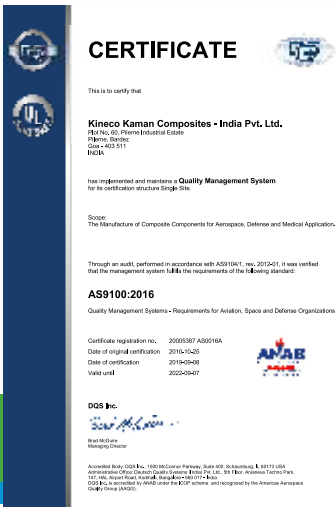 CERTIFICATE
This is to certify that
Kineco Kaman Composites - India Pvt. Ltd.
Plot No. 60, Pilerne Industrial Estate
Pilerne, Bardez
Goa - 403 511
INDIA
has implemented and maintains a Quality Management System
for its certification structure Single Site.
Scope:
The Manufacture of Composite Components for Aerospace, Defense and Medical Application.
Through an audit, performed in accordance with AS9104/1, rev. 2012-01, it was verified
that the management system fulfills the requirements of the following standard:
AS9100:2016
Quality Management Systems - Requirements for Aviation, Space and Defense Organizations
Certificate registration no. 20005387 AS0016A
Date of original certification 2010-10-25
Date of certification 2019-09-08
Valid until 2022-09-07
ANAB
DQS Inc.
Brad McGuire
Managing Director
Accredited Body: DQS Inc., 1500 McConnor Parkway, Suite 400, Schaumburg, IL 60173 USA
Administrative Office: Deutsch Quality Systems (India) Pvt. Ltd., 5th Floor, Airport Road, Bangalore - 560 017 - India
DQS Inc. is accredited by ANAB under the ICOP scheme and recognized by the Americas Aerospace
Quality Group (AAQG).